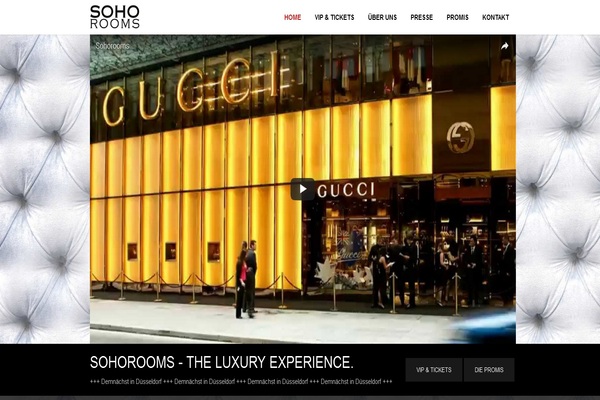 SOHO
ROOMS
HOME VIP & TICKETS ÜBER UNS PRESSE PROMIS KONTAKT
Sohorooms
GUCCI
GUCCI
SOHOROOMS - THE LUXURY EXPERIENCE.
VIP & TICKETS DIE PROMIS
+++ Demnächst in Düsseldorf +++ Demnächst in Düsseldorf +++ Demnächst in Düsseldorf +++ Demnächst in Düsseldorf +++